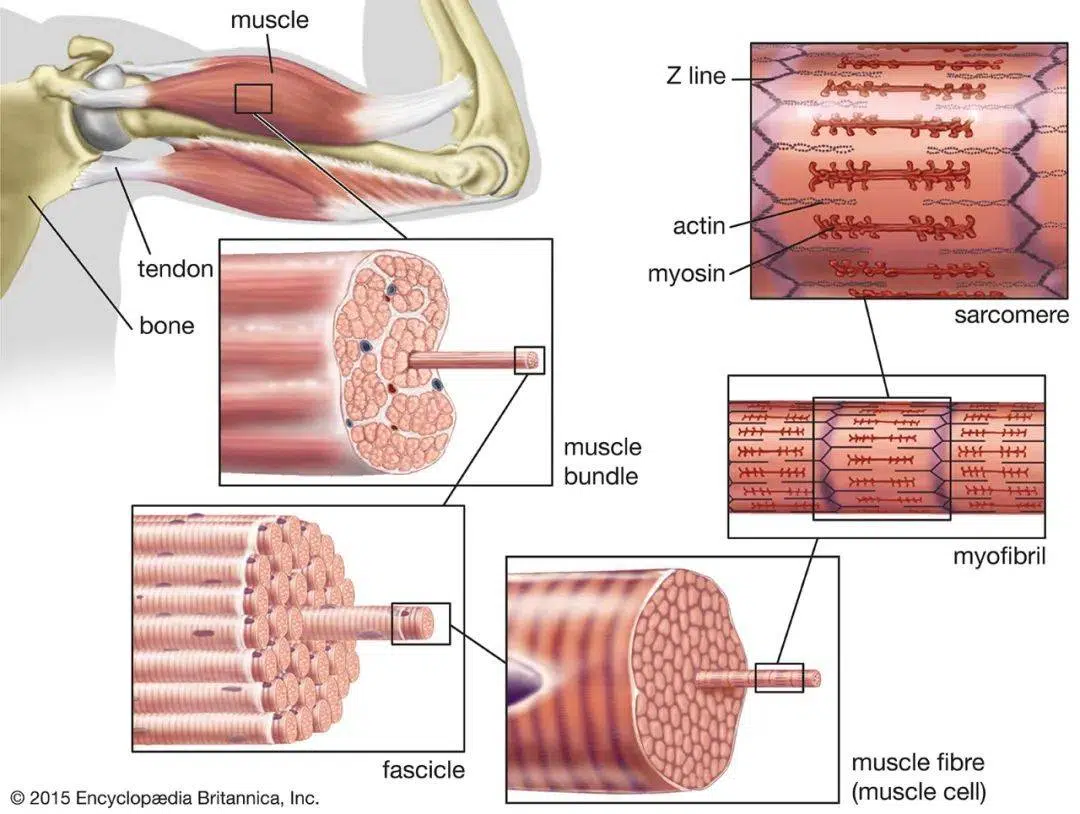 muscle
Z line
actin
myosin
sarcomere
tendon
bone
muscle
bundle
myofibril
fascicle
muscle fibre
(muscle cell)
© 2015 Encyclopædia Britannica, Inc.